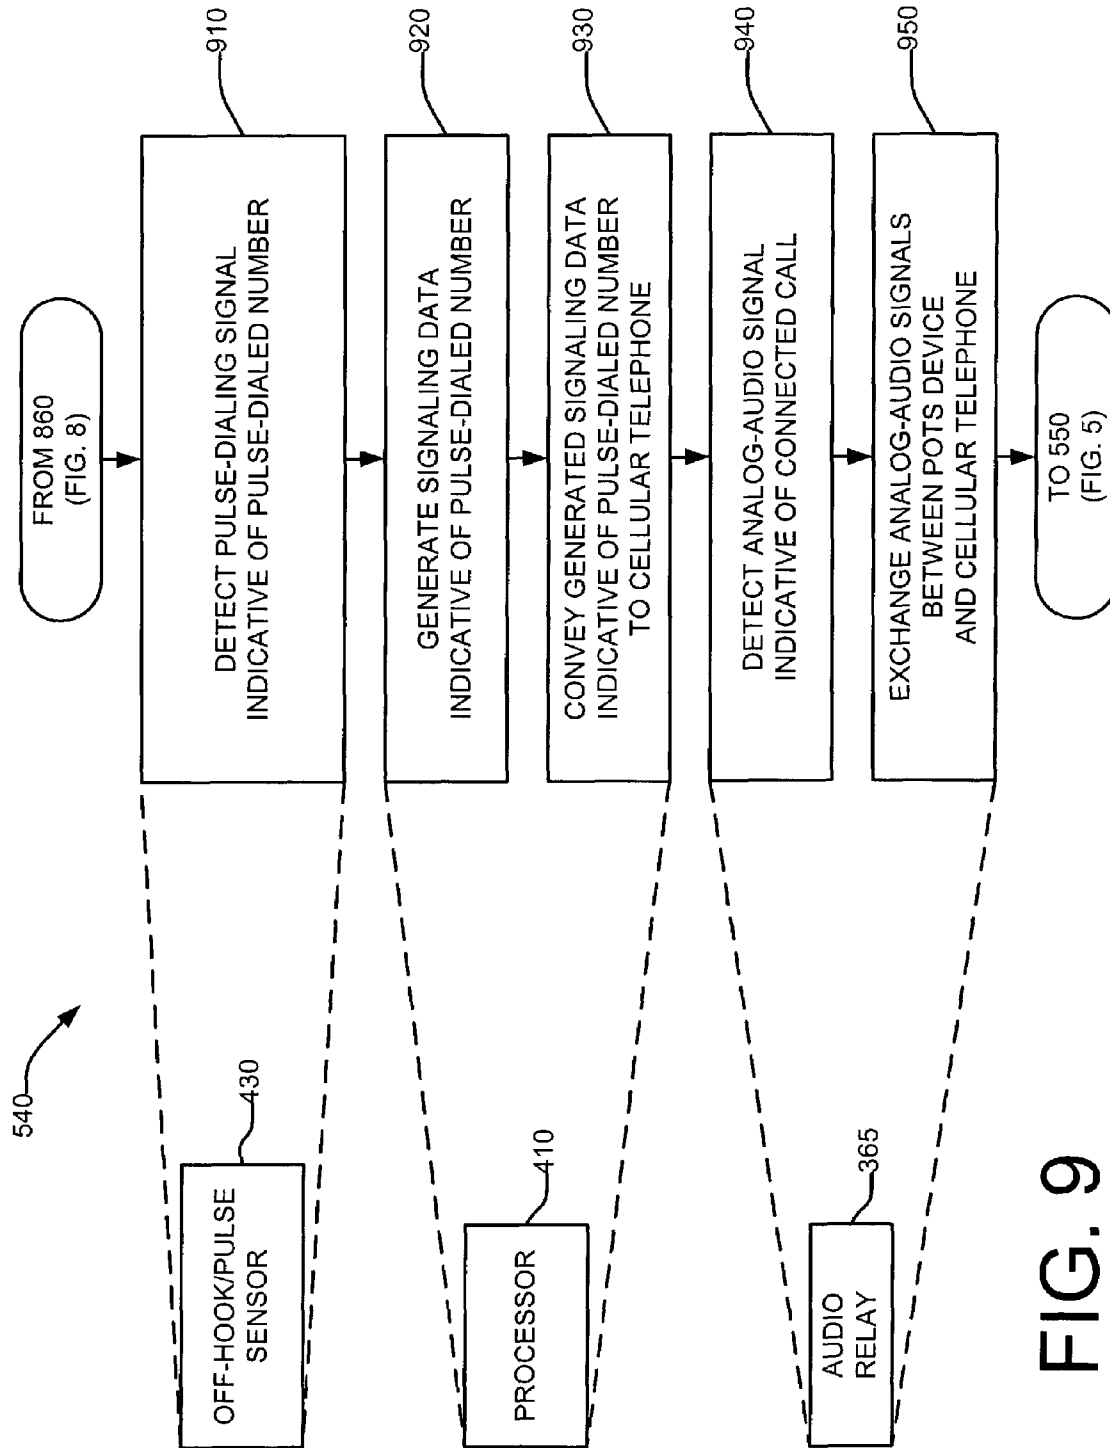 540
FROM 860
(FIG. 8)
OFF-HOOK/PULSE
SENSOR
430
DETECT PULSE-DIALING SIGNAL
INDICATIVE OF PULSE-DIALED NUMBER
910
PROCESSOR
410
GENERATE SIGNALING DATA
INDICATIVE OF PULSE-DIALED NUMBER
920
CONVEY GENERATED SIGNALING DATA
INDICATIVE OF PULSE-DIALED NUMBER
TO CELLULAR TELEPHONE
930
AUDIO
RELAY
365
DETECT ANALOG-AUDIO SIGNAL
INDICATIVE OF CONNECTED CALL
940
EXCHANGE ANALOG-AUDIO SIGNALS
BETWEEN POTS DEVICE
AND CELLULAR TELEPHONE
950
TO 550
(FIG. 5)
FIG. 9